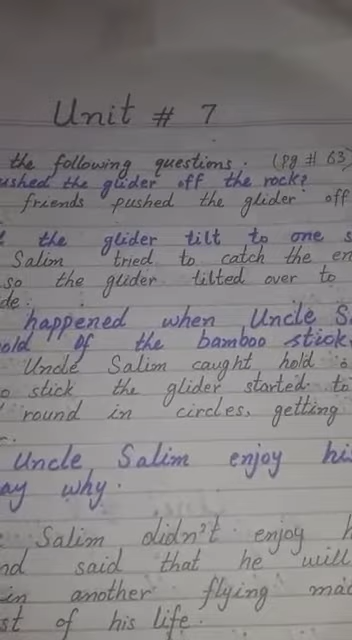 Unit # 7
the following questions. (pg # 63)
ushed the glider off the rock?
friends pushed the glider off
the glider tilt to one s
Salim tried to catch the en
so the glider tilted over to
de.
happened when Uncle S
old of the bamboo stick
Uncle Salim caught hold o
o stick the glider started to
round in circles, getting
Uncle Salim enjoy his
ay why.
Salim didn't enjoy h
nd said that he will
in another flying mac
st of his life.